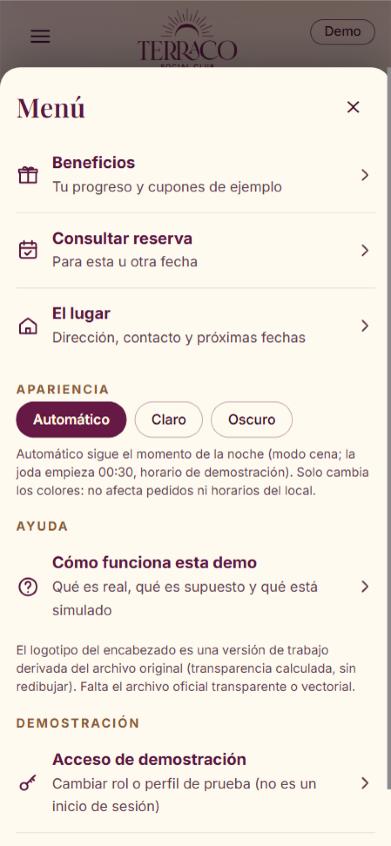 TERRACO
SOCIAL CLUB
Demo
Menú
Beneficios
Tu progreso y cupones de ejemplo
Consultar reserva
Para esta u otra fecha
El lugar
Dirección, contacto y próximas fechas
APARIENCIA
Automático
Claro
Oscuro
Automático sigue el momento de la noche (modo cena; la
joda empieza 00:30, horario de demostración). Solo cambia
los colores: no afecta pedidos ni horarios del local.
AYUDA
Cómo funciona esta demo
Qué es real, qué es supuesto y qué está
simulado
El logotipo del encabezado es una versión de trabajo
derivada del archivo original (transparencia calculada, sin
redibujar). Falta el archivo oficial transparente o vectorial.
DEMOSTRACIÓN
Acceso de demostración
Cambiar rol o perfil de prueba (no es un
inicio de sesión)